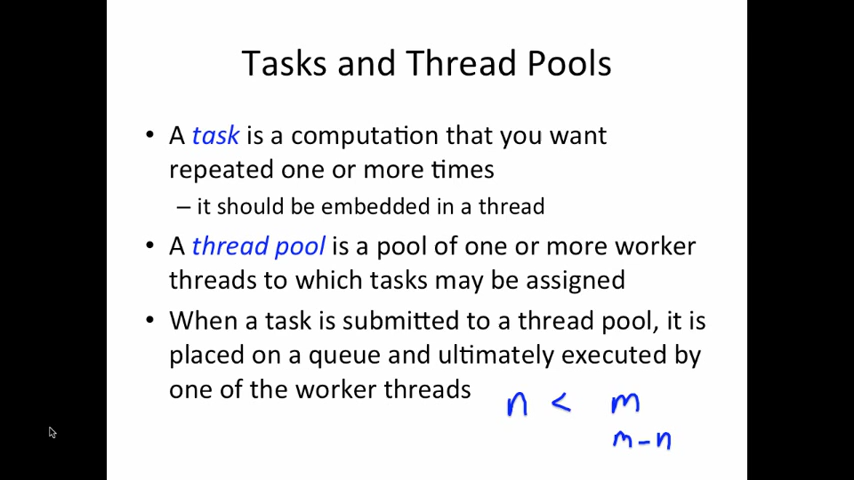 Tasks and Thread Pools
• A task is a computation that you want
repeated one or more times
– it should be embedded in a thread
• A thread pool is a pool of one or more worker
threads to which tasks may be assigned
• When a task is submitted to a thread pool, it is
placed on a queue and ultimately executed by
one of the worker threads
n < m
m-n